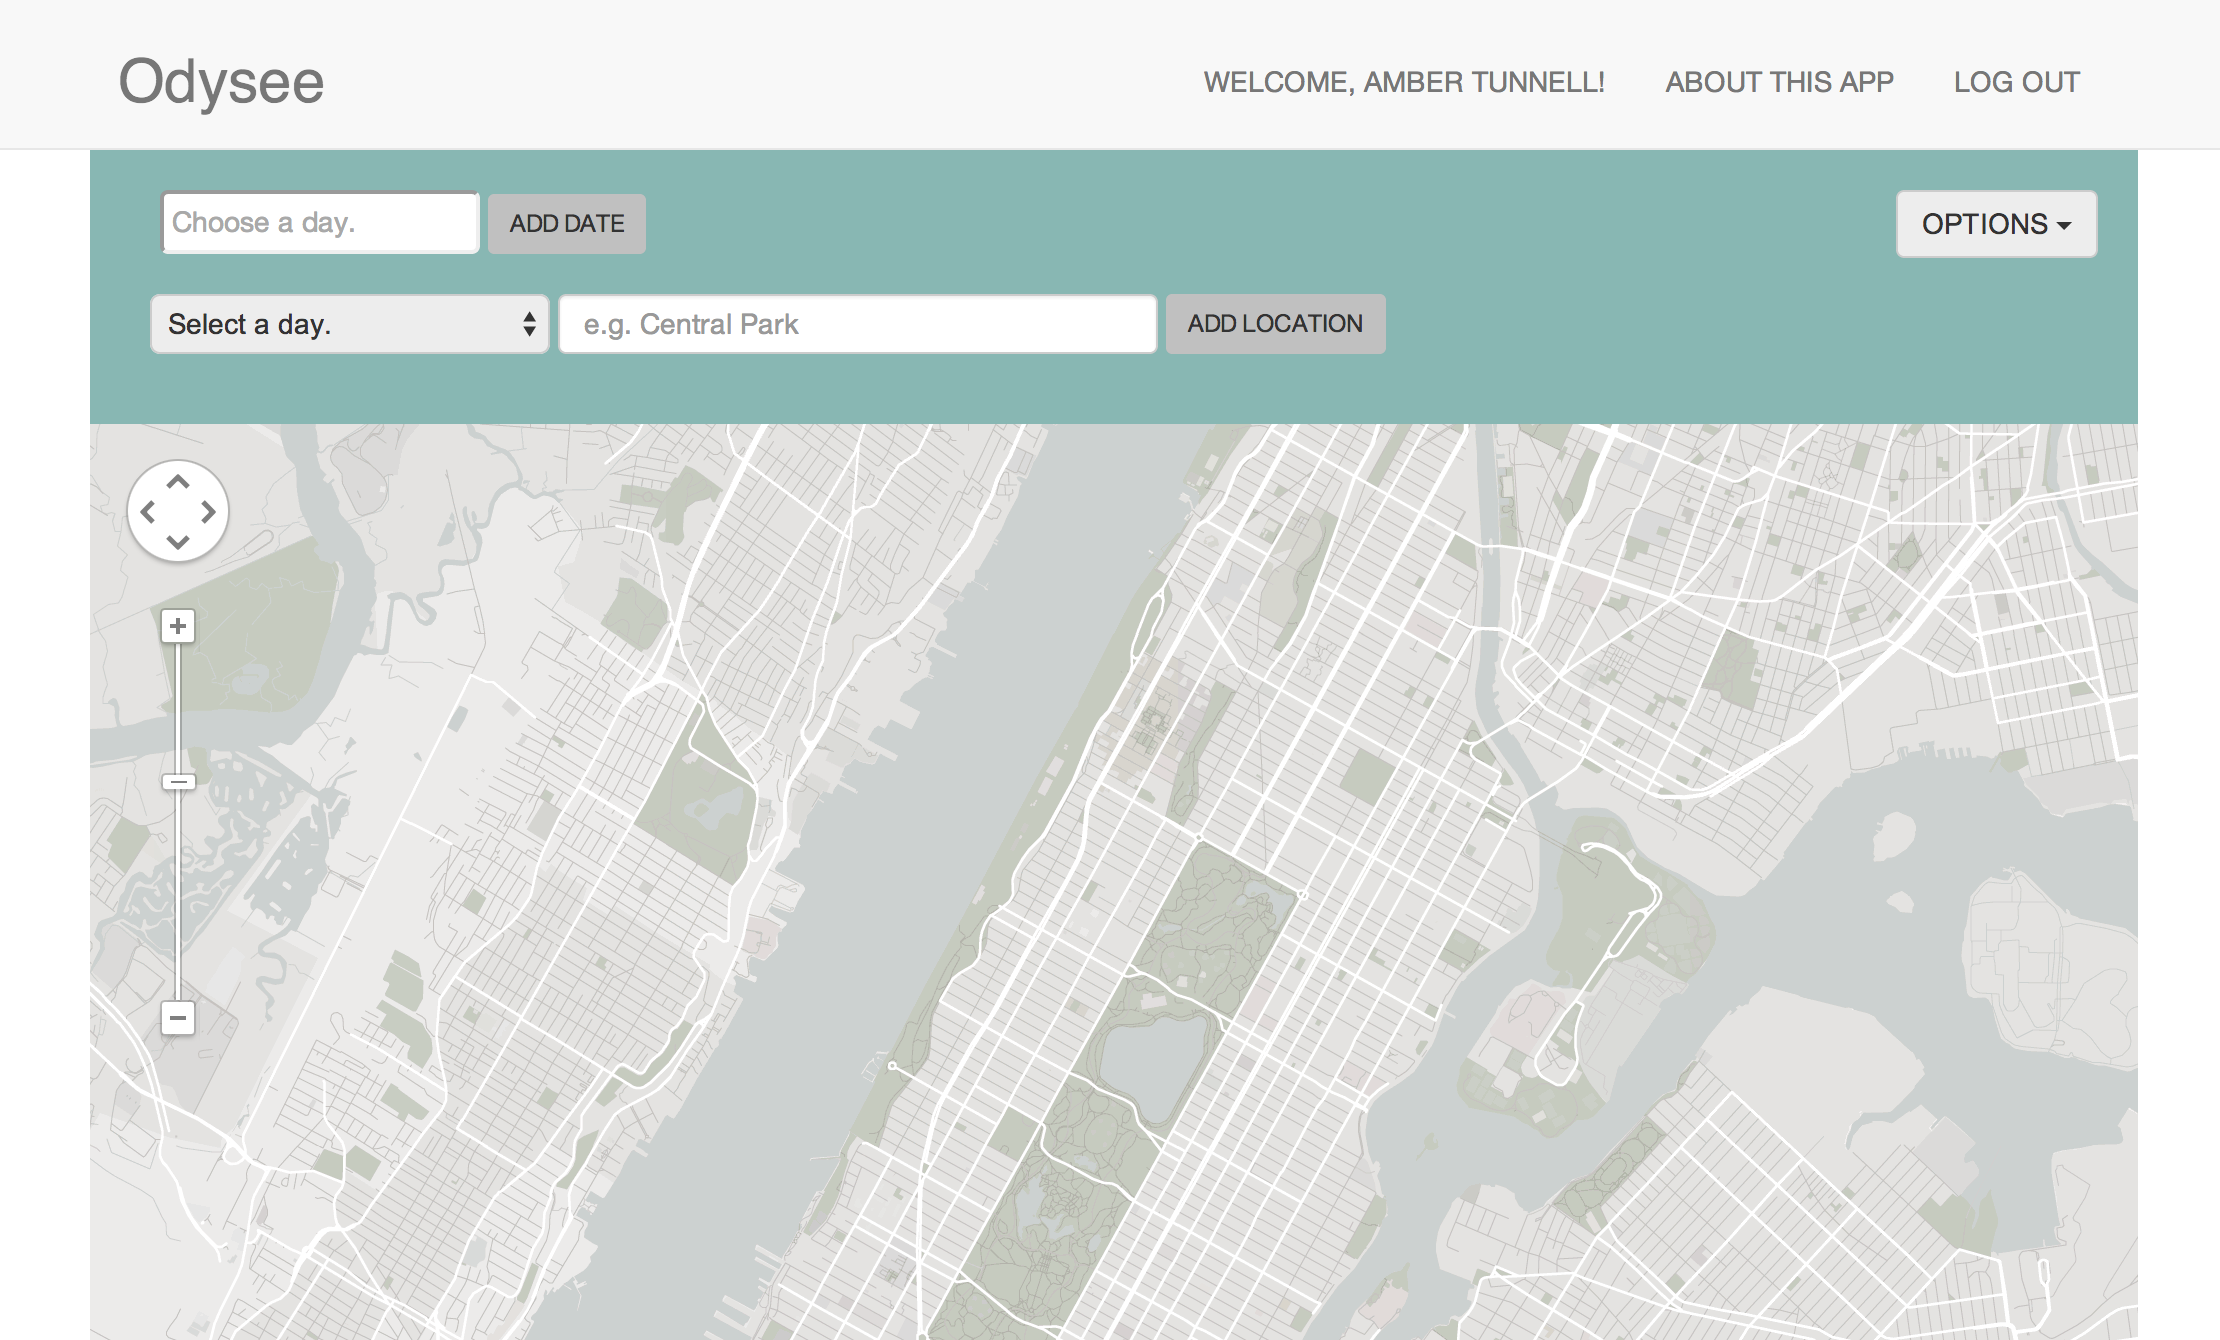 Odysee
WELCOME, AMBER TUNNELL!
ABOUT THIS APP
LOG OUT
Choose a day.
ADD DATE
OPTIONS
Select a day.
e.g. Central Park
ADD LOCATION